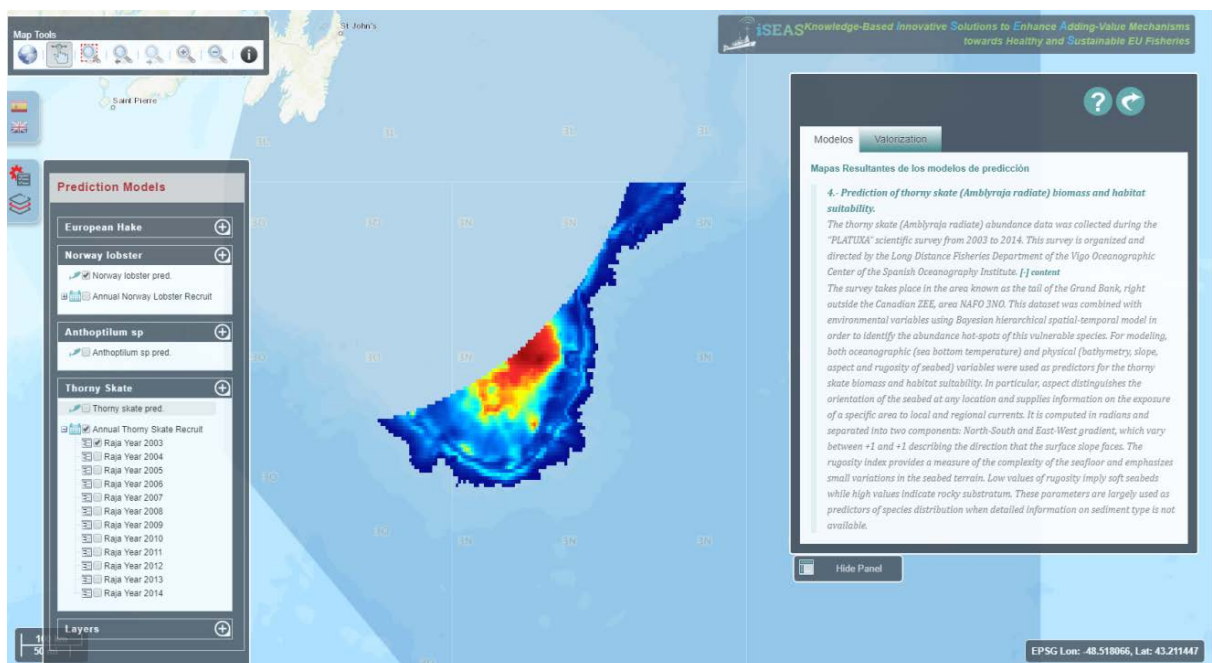 Map Tools
St John's
Saint Pierre
iSEAS
Knowledge-Based Innovative Solutions to Enhance Adding-Value Mechanisms
towards Healthy and Sustainable EU Fisheries
Prediction Models
European Hake
Norway lobster
Norway lobster pred.
Annual Norway Lobster Recruit
Anthoptilum sp
Anthoptilum sp pred.
Thorny Skate
Thorny skate pred.
Annual Thorny Skate Recruit
Raja Year 2003
Raja Year 2004
Raja Year 2005
Raja Year 2006
Raja Year 2007
Raja Year 2008
Raja Year 2009
Raja Year 2010
Raja Year 2011
Raja Year 2012
Raja Year 2013
Raja Year 2014
Layers
3L
3L
3L
3L
3O
3N
3N
3N
3O
3N
3N
3O
3O
3N
3N
3N
Modelos
Valorization
Mapas Resultantes de los modelos de predicción
4.- Prediction of thorny skate (Amblyraja radiate) biomass and habitat
suitability.
The thorny skate (Amblyraja radiate) abundance data was collected during the
"PLATUXA" scientific survey from 2003 to 2014. This survey is organized and
directed by the Long Distance Fisheries Department of the Vigo Oceanographic
Center of the Spanish Oceanography Institute. [-] content
The survey takes place in the area known as the tail of the Grand Bank, right
outside the Canadian ZEE, area NAFO 3NO. This dataset was combined with
environmental variables using Bayesian hierarchical spatial-temporal model in
order to identify the abundance hot-spots of this vulnerable species. For modeling,
both oceanographic (sea bottom temperature) and physical (bathymetry, slope,
aspect and rugosity of seabed) variables were used as predictors for the thorny
skate biomass and habitat suitability. In particular, aspect distinguishes the
orientation of the seabed at any location and supplies information on the exposure
of a specific area to local and regional currents. It is computed in radians and
separated into two components: North-South and East-West gradient, which vary
between +1 and +1 describing the direction that the surface slope faces. The
rugosity index provides a measure of the complexity of the seafloor and emphasizes
small variations in the seabed terrain. Low values of rugosity imply soft seabeds
while high values indicate rocky substratum. These parameters are largely used as
predictors of species distribution when detailed information on sediment type is not
available.
Hide Panel
EPSG Lon: -48.518066, Lat: 43.211447